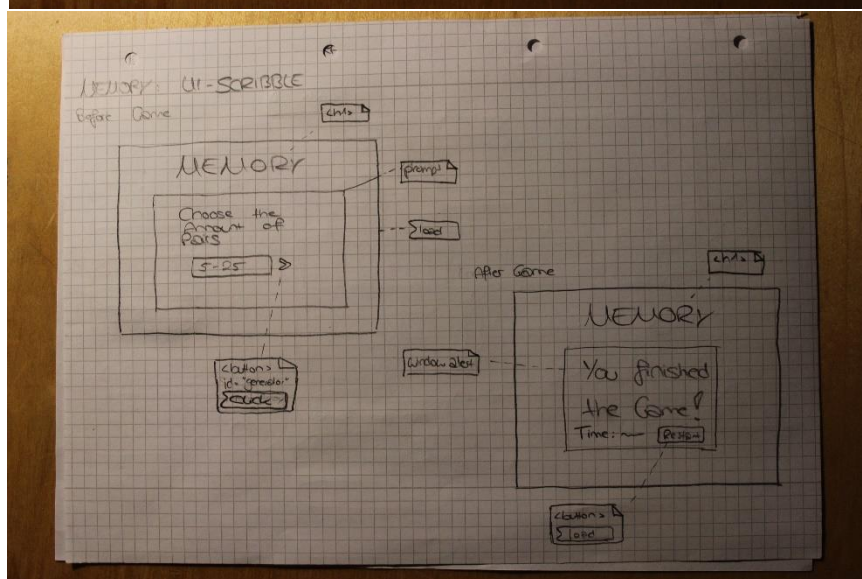 MEMORY: UI-SCRIBBLE
Before Game
<h1>
MEMORY
prompt
Choose the
Amount of
Pairs
load
5-25
<button>
id="generator"
click
After Game
<h1>
MEMORY
window alert
You finished
the Game!
Time: Restart
<button>
load